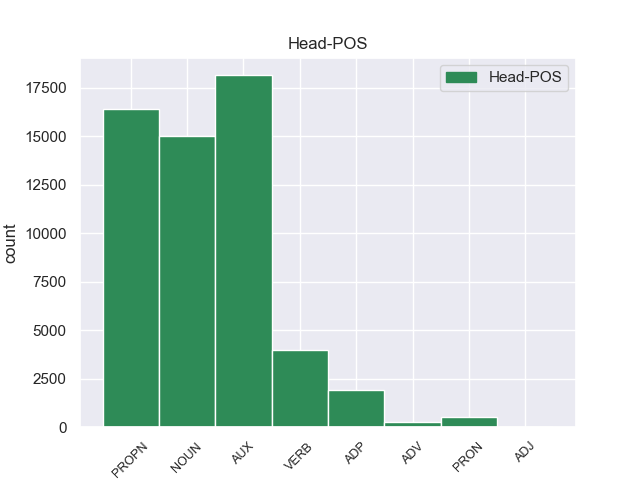 Head-POS
Head-POS
17500
15000
12500
10000
7500
5000
2500
0
count
PROPN
NOUN
AUX
VERB
ADP
ADV
PRON
ADJ